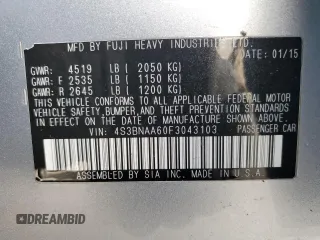 MFD BY FUJI HEAVY INDUSTRIES LTD.
GVWR: 4519 LB ( 2050 KG) DATE: 01/15
GAWR: F 2535 LB ( 1150 KG)
GAWR: R 2645 LB ( 1200 KG)
THIS VEHICLE CONFORMS TO ALL APPLICABLE FEDERAL MOTOR
VEHICLE SAFETY, BUMPER, AND THEFT PREVENTION STANDARDS
IN EFFECT ON THE DATE OF MANUFACTURE SHOWN ABOVE.
VIN: 4S3BNAA60F3043103 PASSENGER CAR
ASSEMBLED BY SIA INC. MADE IN U.S.A.
DREAMBID